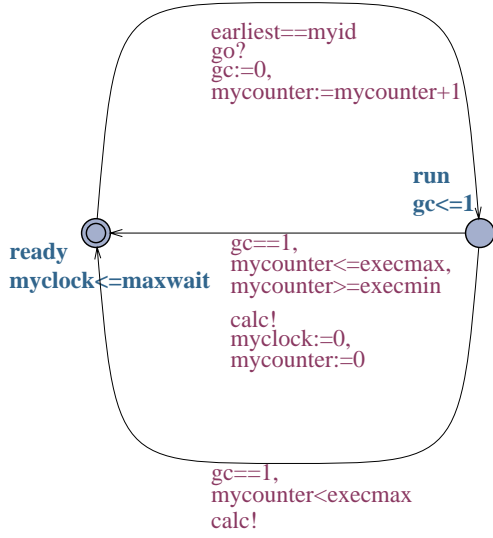 earliest==myid
go?
gc:=0,
mycounter:=mycounter+1
run
gc<=1
ready
myclock<=maxwait
gc==1,
mycounter<=execmax,
mycounter>=execmin
calc!
myclock:=0,
mycounter:=0
gc==1,
mycounter<execmax
calc!